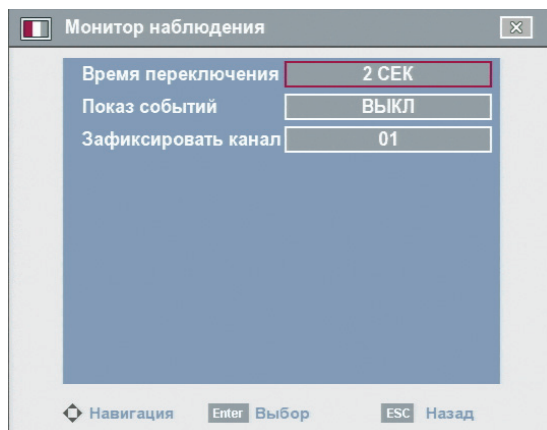 Монитор наблюдения
Время переключения 2 СЕК
Показ событий ВЫКЛ
Зафиксировать канал 01
Навигация Enter Выбор ESC Назад